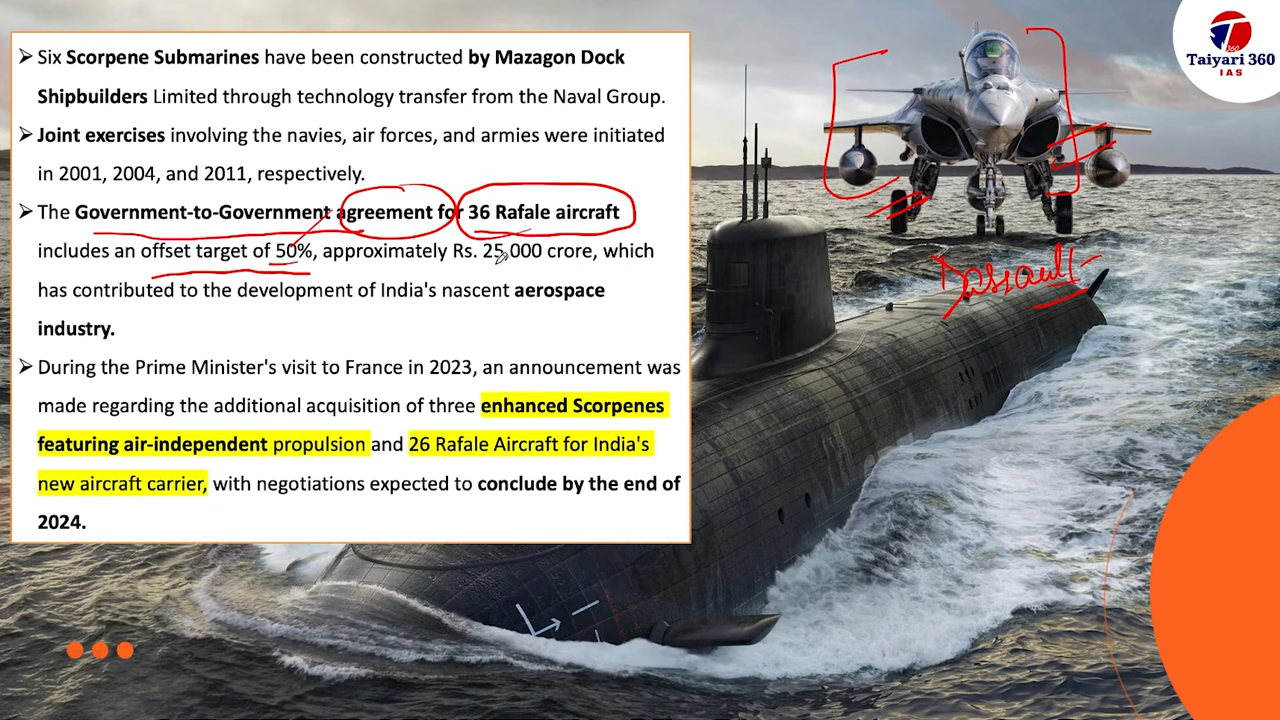 ➢ Six Scorpene Submarines have been constructed by Mazagon Dock
Shipbuilders Limited through technology transfer from the Naval Group.
➢ Joint exercises involving the navies, air forces, and armies were initiated
in 2001, 2004, and 2011, respectively.
➢ The Government-to-Government agreement for 36 Rafale aircraft
includes an offset target of 50%, approximately Rs. 25,000 crore, which
has contributed to the development of India's nascent aerospace
industry.
➢ During the Prime Minister's visit to France in 2023, an announcement was
made regarding the additional acquisition of three enhanced Scorpenes
featuring air-independent propulsion and 26 Rafale Aircraft for India's
new aircraft carrier, with negotiations expected to conclude by the end of
2024.
Dassault
360
Taiyari 360
IAS